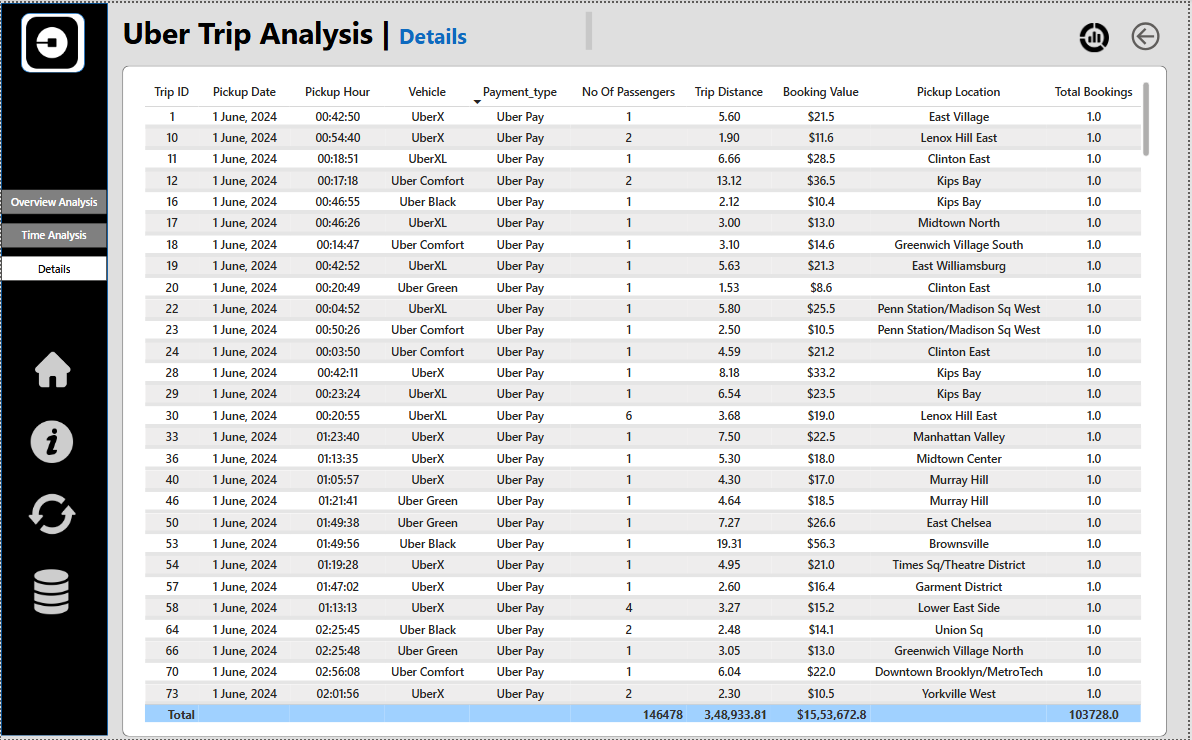 Uber Trip Analysis | Details
Overview Analysis
Time Analysis
Details
Trip ID Pickup Date Pickup Hour Vehicle Payment_type No Of Passengers Trip Distance Booking Value Pickup Location Total Bookings
1 1 June, 2024 00:42:50 UberX Uber Pay 1 5.60 $21.5 East Village 1.0
10 1 June, 2024 00:54:40 UberX Uber Pay 2 1.90 $11.6 Lenox Hill East 1.0
11 1 June, 2024 00:18:51 UberXL Uber Pay 1 6.66 $28.5 Clinton East 1.0
12 1 June, 2024 00:17:18 Uber Comfort Uber Pay 2 13.12 $36.5 Kips Bay 1.0
16 1 June, 2024 00:46:55 Uber Black Uber Pay 1 2.12 $10.4 Kips Bay 1.0
17 1 June, 2024 00:46:26 UberXL Uber Pay 1 3.00 $13.0 Midtown North 1.0
18 1 June, 2024 00:14:47 Uber Comfort Uber Pay 1 3.10 $14.6 Greenwich Village South 1.0
19 1 June, 2024 00:42:52 UberXL Uber Pay 1 5.63 $21.3 East Williamsburg 1.0
20 1 June, 2024 00:20:49 Uber Green Uber Pay 1 1.53 $8.6 Clinton East 1.0
22 1 June, 2024 00:04:52 UberXL Uber Pay 1 5.80 $25.5 Penn Station/Madison Sq West 1.0
23 1 June, 2024 00:50:26 Uber Comfort Uber Pay 1 2.50 $10.5 Penn Station/Madison Sq West 1.0
24 1 June, 2024 00:03:50 Uber Comfort Uber Pay 1 4.59 $21.2 Clinton East 1.0
28 1 June, 2024 00:42:11 UberX Uber Pay 1 8.18 $33.2 Kips Bay 1.0
29 1 June, 2024 00:23:24 UberXL Uber Pay 1 6.54 $23.5 Kips Bay 1.0
30 1 June, 2024 00:20:55 UberXL Uber Pay 6 3.68 $19.0 Lenox Hill East 1.0
33 1 June, 2024 01:23:40 UberX Uber Pay 1 7.50 $22.5 Manhattan Valley 1.0
36 1 June, 2024 01:13:35 UberX Uber Pay 1 5.30 $18.0 Midtown Center 1.0
40 1 June, 2024 01:05:57 UberX Uber Pay 1 4.30 $17.0 Murray Hill 1.0
46 1 June, 2024 01:21:41 Uber Green Uber Pay 1 4.64 $18.5 Murray Hill 1.0
50 1 June, 2024 01:49:38 Uber Green Uber Pay 1 7.27 $26.6 East Chelsea 1.0
53 1 June, 2024 01:49:56 Uber Black Uber Pay 1 19.31 $56.3 Brownsville 1.0
54 1 June, 2024 01:19:28 UberX Uber Pay 1 4.95 $21.0 Times Sq/Theatre District 1.0
57 1 June, 2024 01:47:02 UberX Uber Pay 1 2.60 $16.4 Garment District 1.0
58 1 June, 2024 01:13:13 UberX Uber Pay 4 3.27 $15.2 Lower East Side 1.0
64 1 June, 2024 02:25:45 Uber Black Uber Pay 2 2.48 $14.1 Union Sq 1.0
66 1 June, 2024 02:25:48 Uber Green Uber Pay 1 3.05 $13.0 Greenwich Village North 1.0
70 1 June, 2024 02:56:08 Uber Comfort Uber Pay 1 6.04 $22.0 Downtown Brooklyn/MetroTech 1.0
73 1 June, 2024 02:01:56 UberX Uber Pay 2 2.30 $10.5 Yorkville West 1.0
Total 146478 3,48,933.81 $15,53,672.8 103728.0